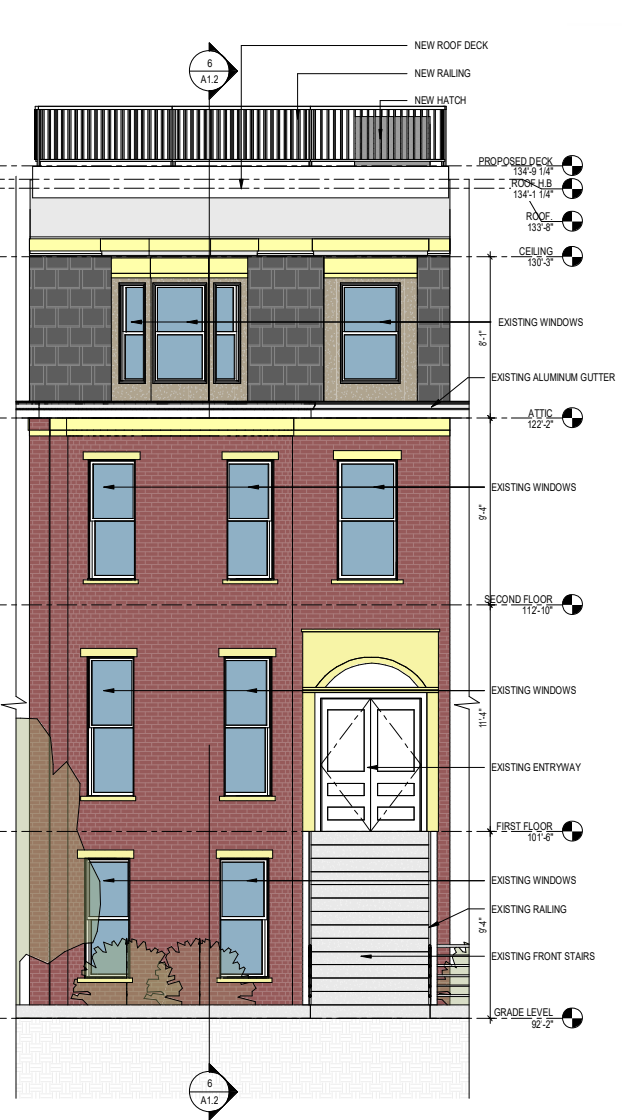 NEW ROOF DECK
6
A1.2
NEW RAILING
NEW HATCH
PROPOSED DECK
134'-9 1/4"
ROOF H.B
134'-1 1/4"
ROOF.
133'-8"
CEILING
130'-3"
EXISTING WINDOWS
8'-1"
EXISTING ALUMINUM GUTTER
ATTIC
122'-2"
EXISTING WINDOWS
9'-4"
SECOND FLOOR
112'-10"
EXISTING WINDOWS
11'-4"
EXISTING ENTRYWAY
FIRST FLOOR
101'-6"
EXISTING WINDOWS
EXISTING RAILING
9'-4"
EXISTING FRONT STAIRS
GRADE LEVEL
92'-2"
6
A1.2